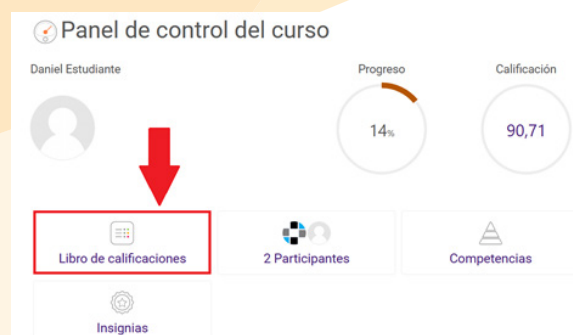 Panel de control del curso
Daniel Estudiante
Progreso
Calificación
14%
90,71
Libro de calificaciones
2 Participantes
Competencias
Insignias